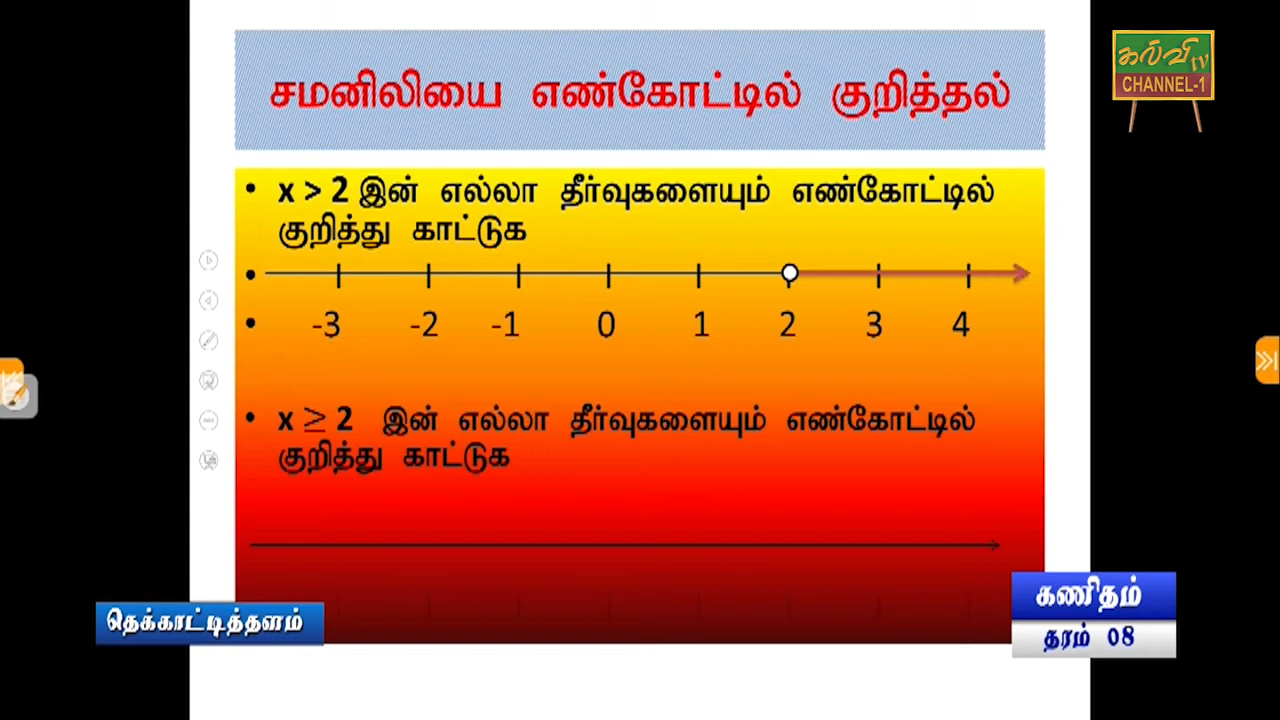 சமனிலியை எண்கோட்டில் குறித்தல்
கல்வி tv
CHANNEL-1
• x > 2 இன் எல்லா தீர்வுகளையும் எண்கோட்டில்
குறித்து காட்டுக
-3 -2 -1 0 1 2 3 4
• x ≥ 2 இன் எல்லா தீர்வுகளையும் எண்கோட்டில்
குறித்து காட்டுக
தெக்காட்டித்தளம்
கணிதம்
தரம் 08